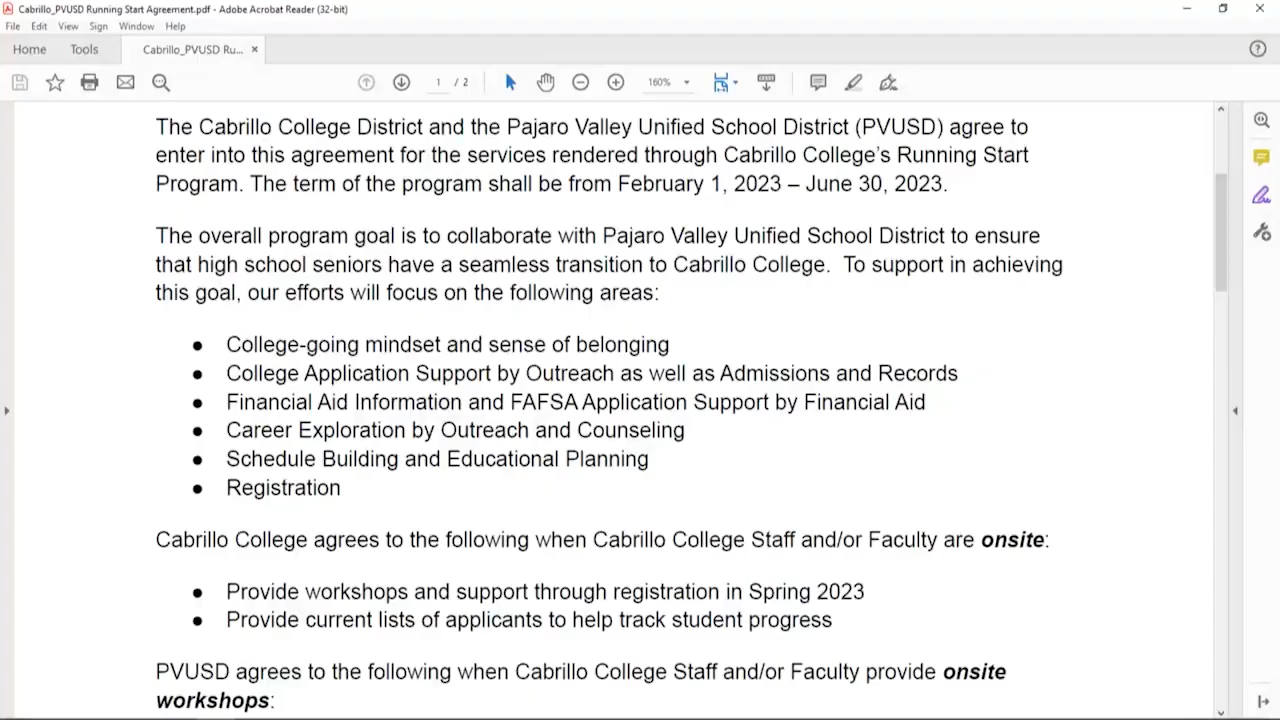 Cabrillo_PVUSD Running Start Agreement.pdf - Adobe Acrobat Reader (32-bit)
File Edit View Sign Window Help
Home Tools Cabrillo_PVUSD Ru... ×
1 / 2 160%
The Cabrillo College District and the Pajaro Valley Unified School District (PVUSD) agree to
enter into this agreement for the services rendered through Cabrillo College’s Running Start
Program. The term of the program shall be from February 1, 2023 – June 30, 2023.
The overall program goal is to collaborate with Pajaro Valley Unified School District to ensure
that high school seniors have a seamless transition to Cabrillo College. To support in achieving
this goal, our efforts will focus on the following areas:
● College-going mindset and sense of belonging
● College Application Support by Outreach as well as Admissions and Records
● Financial Aid Information and FAFSA Application Support by Financial Aid
● Career Exploration by Outreach and Counseling
● Schedule Building and Educational Planning
● Registration
Cabrillo College agrees to the following when Cabrillo College Staff and/or Faculty are onsite:
● Provide workshops and support through registration in Spring 2023
● Provide current lists of applicants to help track student progress
PVUSD agrees to the following when Cabrillo College Staff and/or Faculty provide onsite
workshops: